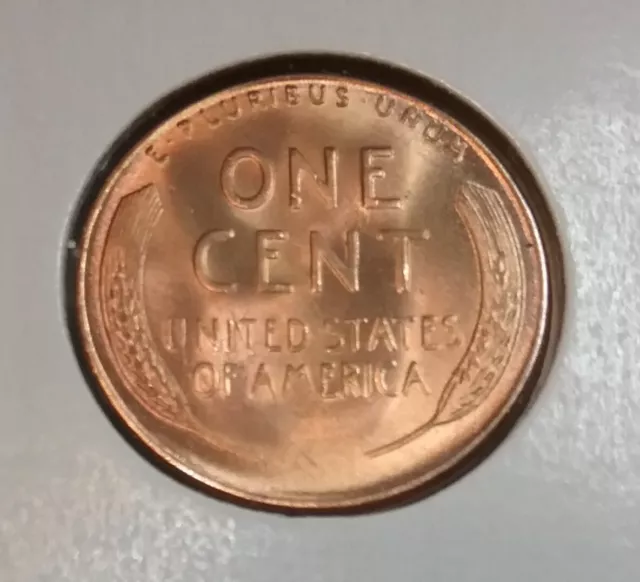 E · PLURIBUS · UNUM
ONE
CENT
UNITED STATES
OF AMERICA